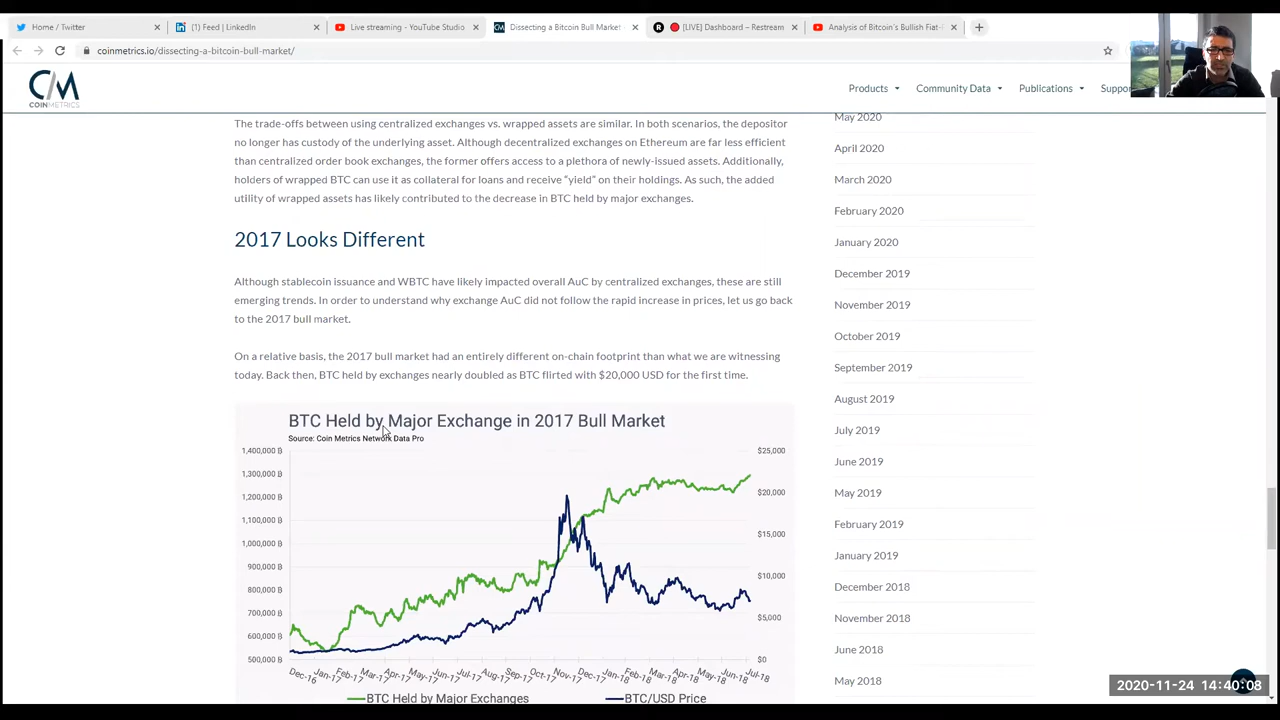 Home / Twitter
(1) Feed | LinkedIn
Live streaming - YouTube Studio
Dissecting a Bitcoin Bull Market -
[LIVE] Dashboard – Restream
Analysis of Bitcoin's Bullish Fiat-
coinmetrics.io/dissecting-a-bitcoin-bull-market/
CM
COINMETRICS
Products
Community Data
Publications
Suppor
The trade-offs between using centralized exchanges vs. wrapped assets are similar. In both scenarios, the depositor
no longer has custody of the underlying asset. Although decentralized exchanges on Ethereum are far less efficient
than centralized order book exchanges, the former offers access to a plethora of newly-issued assets. Additionally,
holders of wrapped BTC can use it as collateral for loans and receive “yield” on their holdings. As such, the added
utility of wrapped assets has likely contributed to the decrease in BTC held by major exchanges.
2017 Looks Different
Although stablecoin issuance and WBTC have likely impacted overall AuC by centralized exchanges, these are still
emerging trends. In order to understand why exchange AuC did not follow the rapid increase in prices, let us go back
to the 2017 bull market.
On a relative basis, the 2017 bull market had an entirely different on-chain footprint than what we are witnessing
today. Back then, BTC held by exchanges nearly doubled as BTC flirted with $20,000 USD for the first time.
BTC Held by Major Exchange in 2017 Bull Market
Source: Coin Metrics Network Data Pro
1,400,000 ₿
1,300,000 ₿
1,200,000 ₿
1,100,000 ₿
1,000,000 ₿
900,000 ₿
800,000 ₿
700,000 ₿
600,000 ₿
500,000 ₿
$25,000
$20,000
$15,000
$10,000
$5,000
$0
Dec-16
Jan-17
Feb-17
Mar-17
Apr-17
May-17
Jun-17
Jul-17
Aug-17
Sep-17
Oct-17
Nov-17
Dec-17
Jan-18
Feb-18
Mar-18
Apr-18
May-18
Jun-18
Jul-18
BTC Held by Major Exchanges
BTC/USD Price
May 2020
April 2020
March 2020
February 2020
January 2020
December 2019
November 2019
October 2019
September 2019
August 2019
July 2019
June 2019
May 2019
February 2019
January 2019
December 2018
November 2018
June 2018
May 2018
2020-11-24 14:40:08